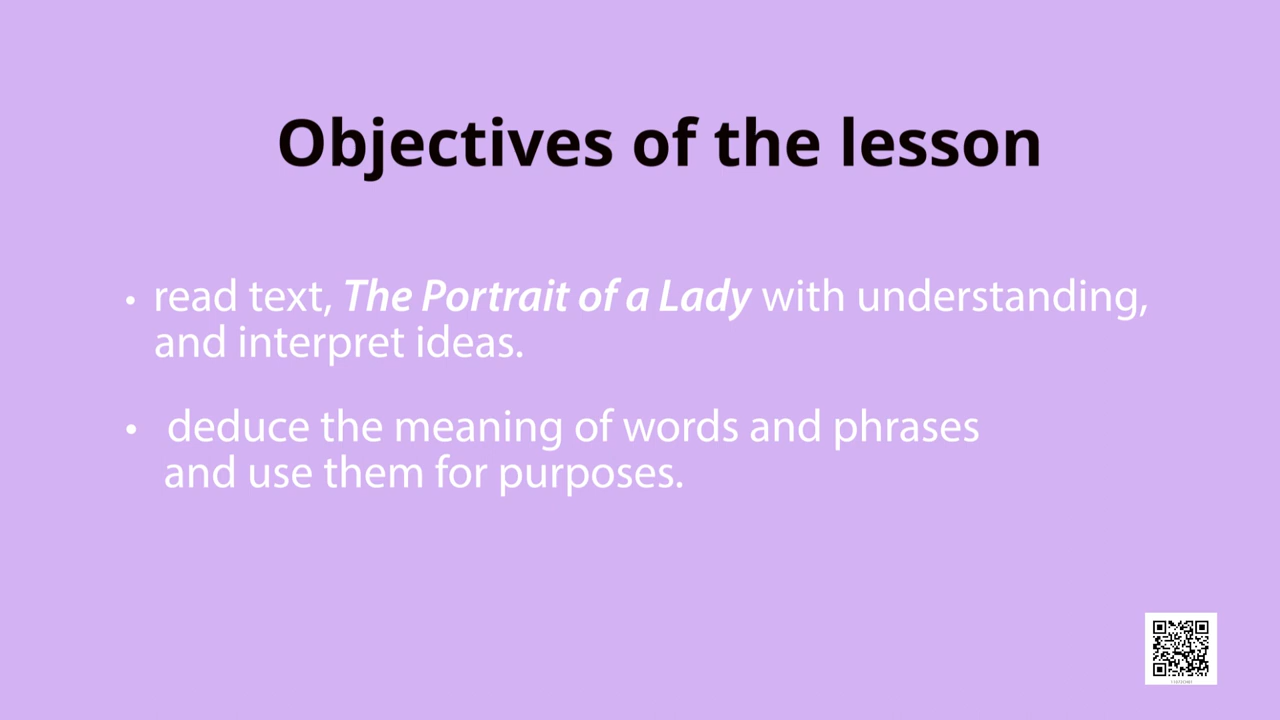 Objectives of the lesson
• read text, The Portrait of a Lady with understanding,
and interpret ideas.
• deduce the meaning of words and phrases
and use them for purposes.